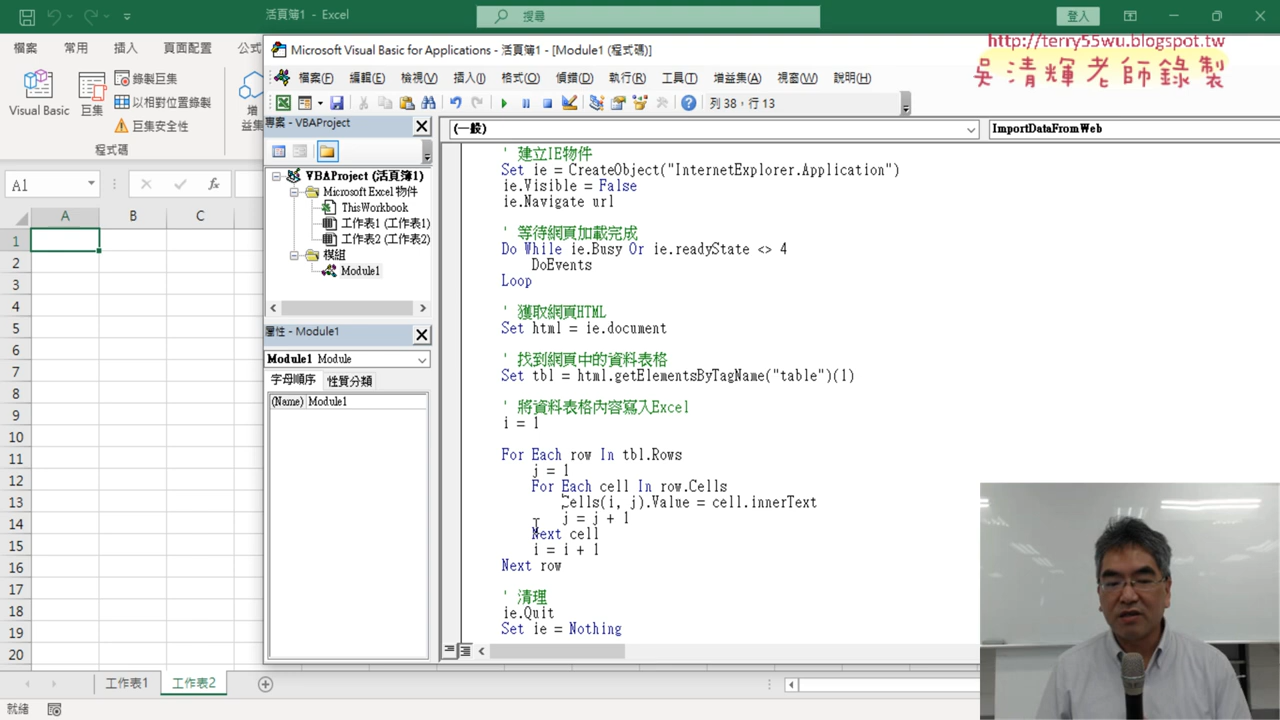 活頁簿1 - Excel
搜尋
登入
檔案
常用
插入
頁面配置
公式
Visual Basic
巨集
錄製巨集
以相對位置錄製
巨集安全性
增
益集
程式碼
A1
fx
A
B
C
1
2
3
4
5
6
7
8
9
10
11
12
13
14
15
16
17
18
19
20
工作表1
工作表2
就緒
Microsoft Visual Basic for Applications - 活頁簿1 - [Module1 (程式碼)]
http://terry55wu.blogspot.tw
吳清輝老師錄製
檔案(F) 編輯(E) 檢視(V) 插入(I) 格式(O) 偵錯(D) 執行(R) 工具(T) 增益集(A) 視窗(W) 說明(H)
列 38，行 13
專案 - VBAProject
VBAProject (活頁簿1)
Microsoft Excel 物件
ThisWorkbook
工作表1 (工作表1)
工作表2 (工作表2)
模組
Module1
屬性 - Module1
Module1 Module
字母順序
性質分類
(Name) Module1
(一般)
ImportDataFromWeb
' 建立IE物件
Set ie = CreateObject("InternetExplorer.Application")
ie.Visible = False
ie.Navigate url
' 等待網頁加載完成
Do While ie.Busy Or ie.readyState <> 4
DoEvents
Loop
' 獲取網頁HTML
Set html = ie.document
' 找到網頁中的資料表格
Set tbl = html.getElementsByTagName("table")(1)
' 將資料表格內容寫入Excel
i = 1
For Each row In tbl.Rows
j = 1
For Each cell In row.Cells
Cells(i, j).Value = cell.innerText
j = j + 1
Next cell
i = i + 1
Next row
' 清理
ie.Quit
Set ie = Nothing